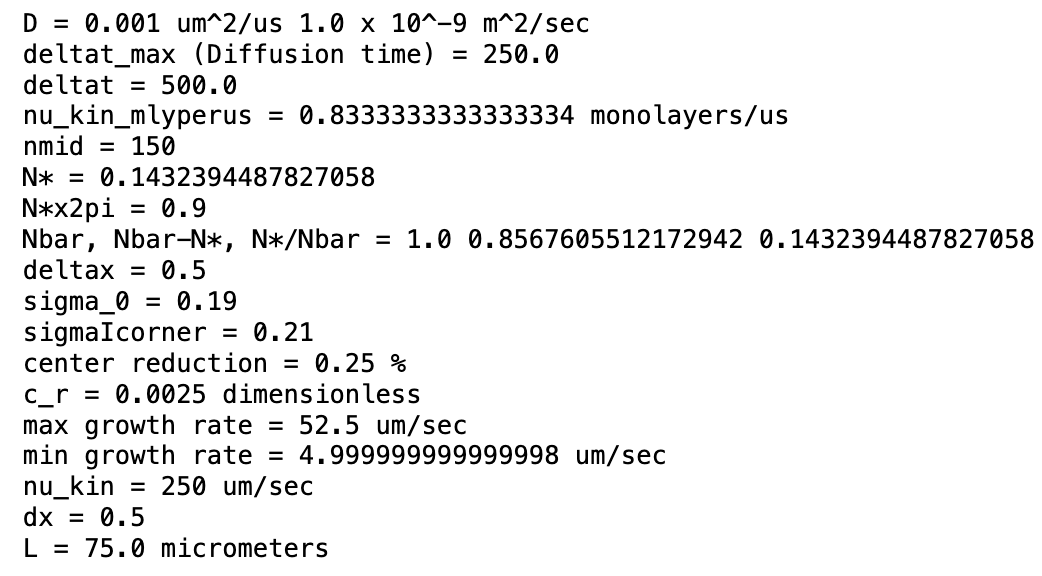 D = 0.001 um^2/us 1.0 x 10^-9 m^2/sec
deltat_max (Diffusion time) = 250.0
deltat = 500.0
nu_kin_mlyperus = 0.8333333333333334 monolayers/us
nmid = 150
N* = 0.1432394487827058
N*x2pi = 0.9
Nbar, Nbar-N*, N*/Nbar = 1.0 0.8567605512172942 0.1432394487827058
deltax = 0.5
sigma_0 = 0.19
sigmaIcorner = 0.21
center reduction = 0.25 %
c_r = 0.0025 dimensionless
max growth rate = 52.5 um/sec
min growth rate = 4.999999999999998 um/sec
nu_kin = 250 um/sec
dx = 0.5
L = 75.0 micrometers